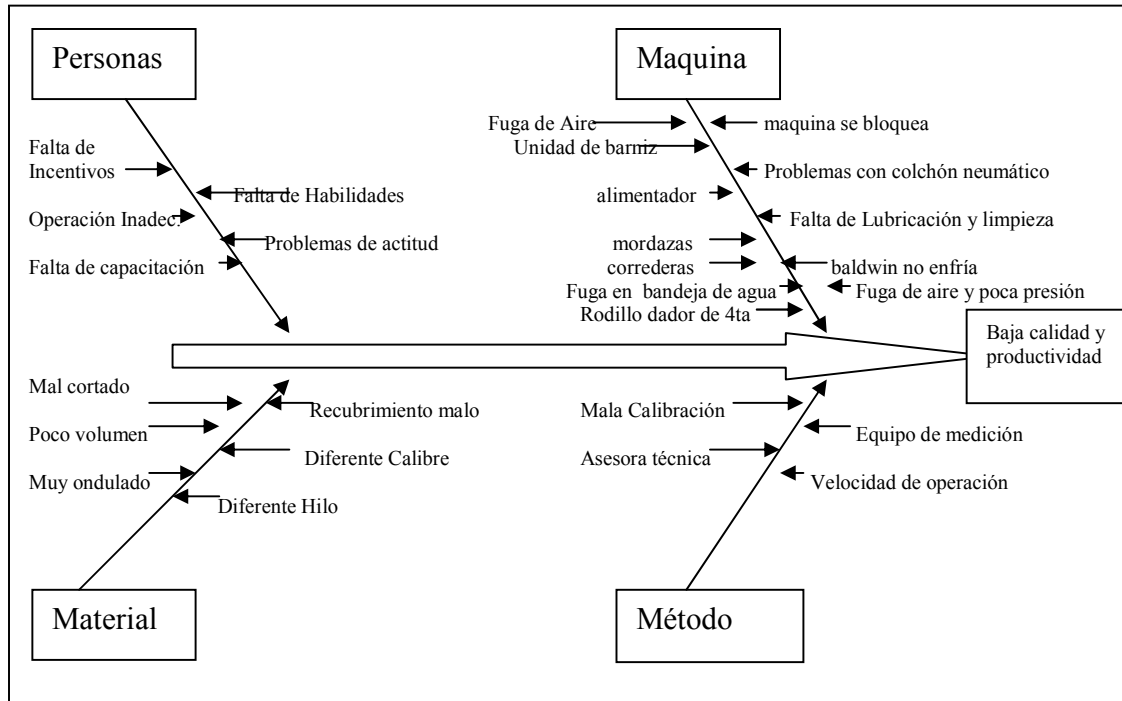 Personas
Maquina
Fuga de Aire
maquina se bloquea
Unidad de barniz
Falta de
Incentivos
Problemas con colchón neumático
Falta de Habilidades
alimentador
Operación Inadec.
Falta de Lubricación y limpieza
Problemas de actitud
mordazas
Falta de capacitación
correderas
baldwin no enfría
Fuga en bandeja de agua
Fuga de aire y poca presión
Rodillo dador de 4ta
Baja calidad y
productividad
Mal cortado
Recubrimiento malo
Mala Calibración
Poco volumen
Equipo de medición
Diferente Calibre
Asesora técnica
Muy ondulado
Velocidad de operación
Diferente Hilo
Material
Método